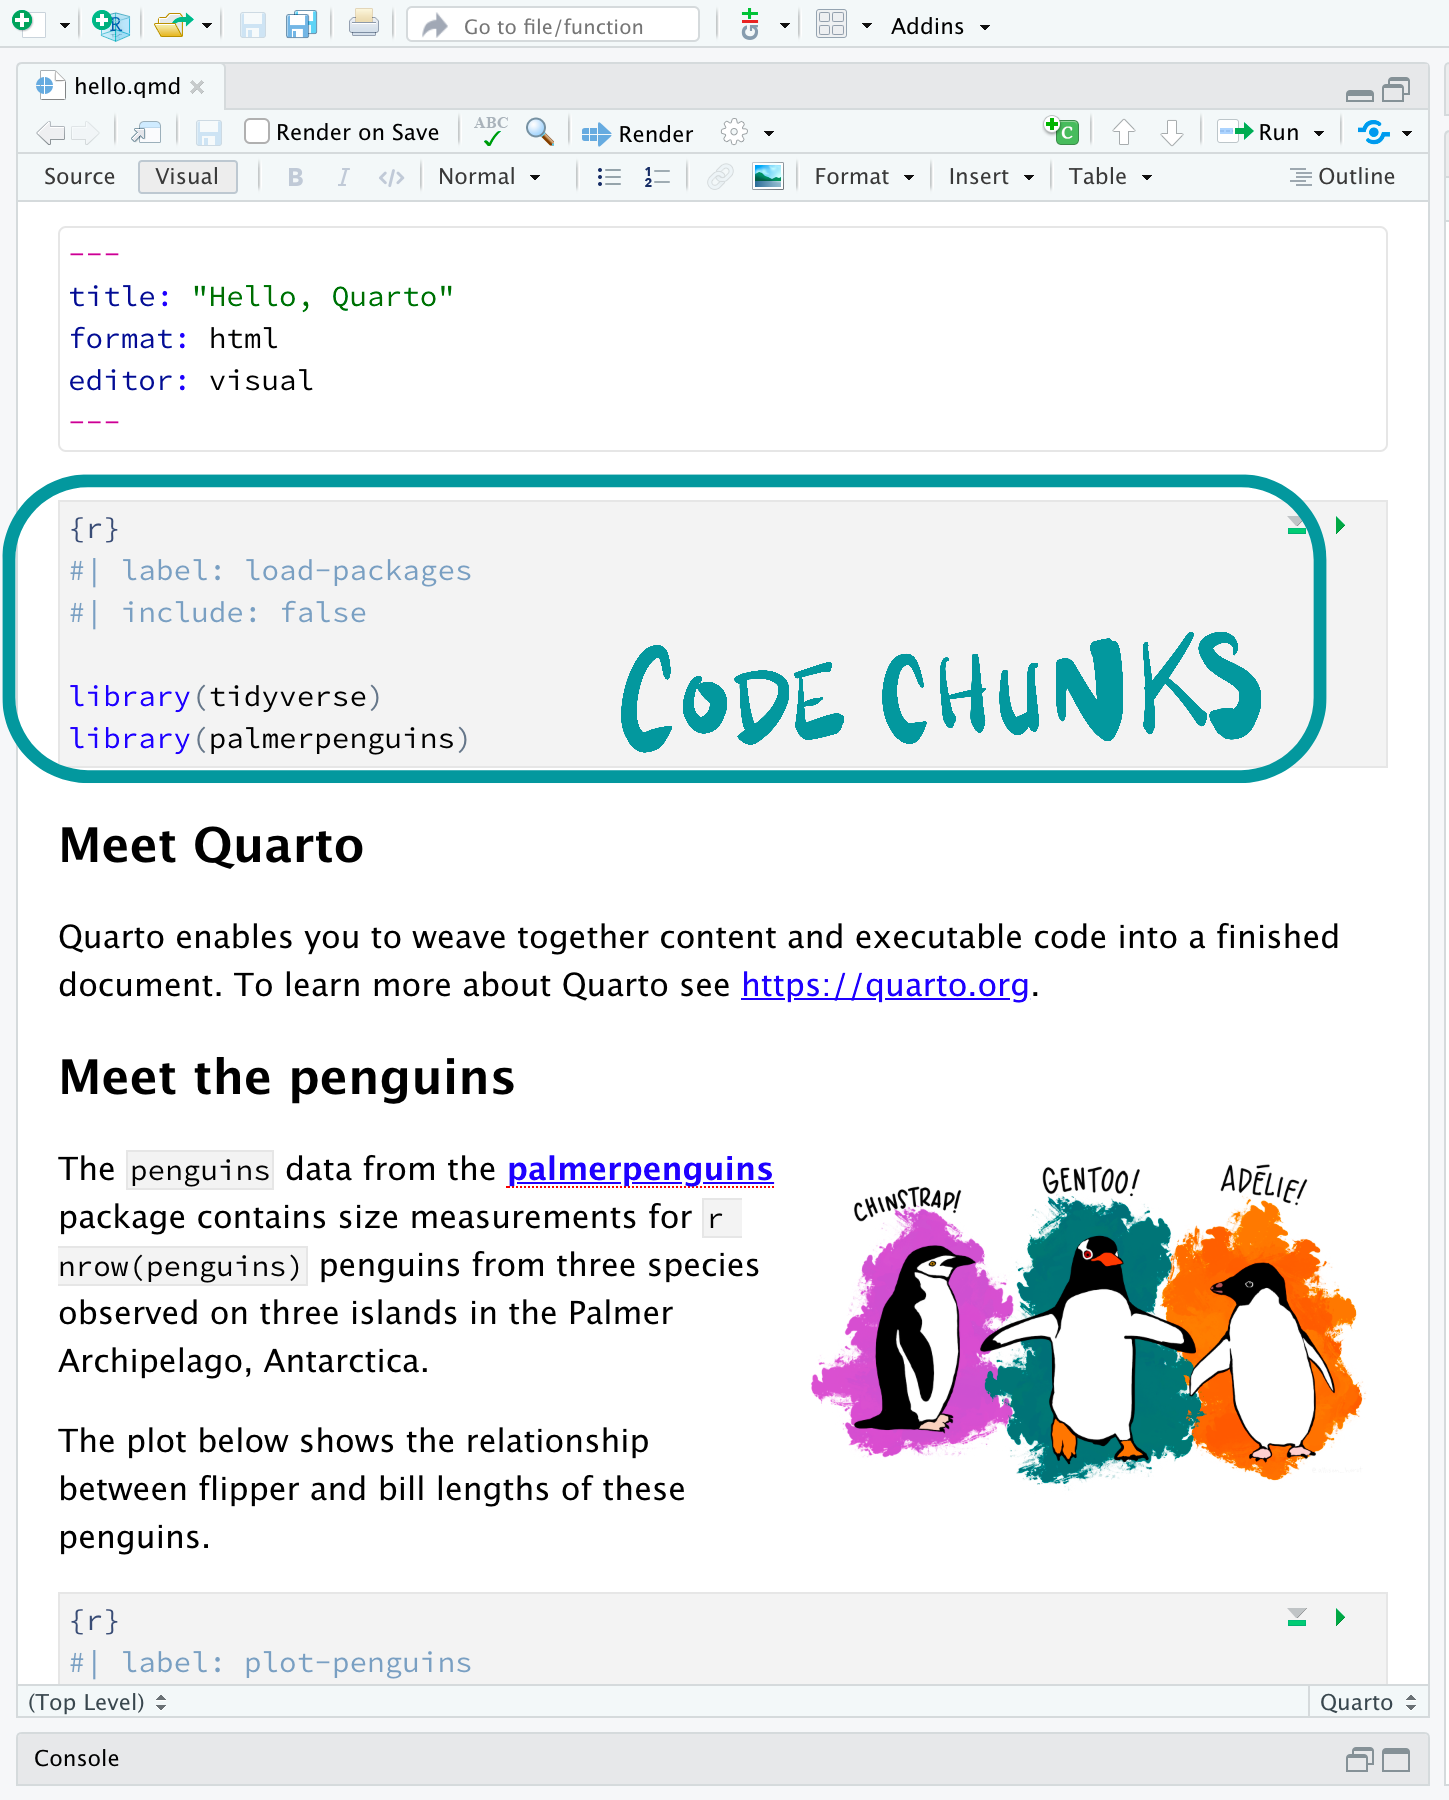 Go to file/function
Addins
hello.qmd
Render on Save
ABC
Render
C
Run
Source
Visual
B
I
</>
Normal
Format
Insert
Table
Outline
---
title: "Hello, Quarto"
format: html
editor: visual
---
{r}
#| label: load-packages
#| include: false
library(tidyverse)
library(palmerpenguins)
CODE CHUNKS
Meet Quarto
Quarto enables you to weave together content and executable code into a finished
document. To learn more about Quarto see https://quarto.org.
Meet the penguins
The penguins data from the palmerpenguins
package contains size measurements for r
nrow(penguins) penguins from three species
observed on three islands in the Palmer
Archipelago, Antarctica.
The plot below shows the relationship
between flipper and bill lengths of these
penguins.
CHINSTRAP!
GENTOO!
ADÉLIE!
{r}
#| label: plot-penguins
(Top Level)
Quarto
Console